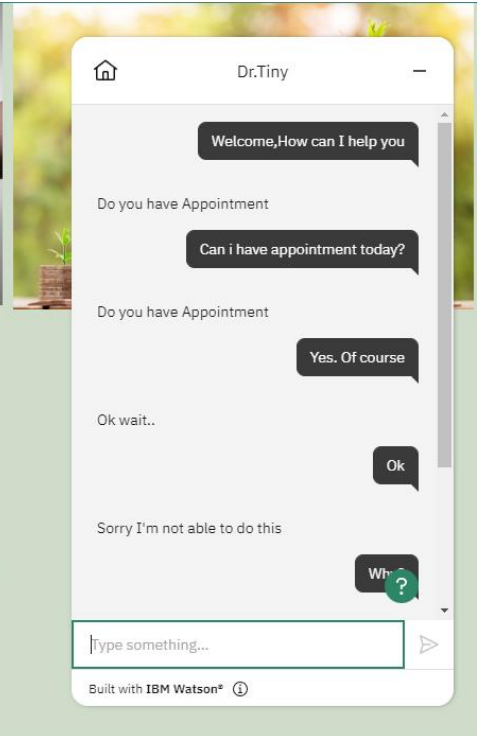 Dr.Tiny
Welcome,How can I help you
Do you have Appointment
Can i have appointment today?
Do you have Appointment
Yes. Of course
Ok wait..
Ok
Sorry I'm not able to do this
?
Type something...
Built with IBM Watson®